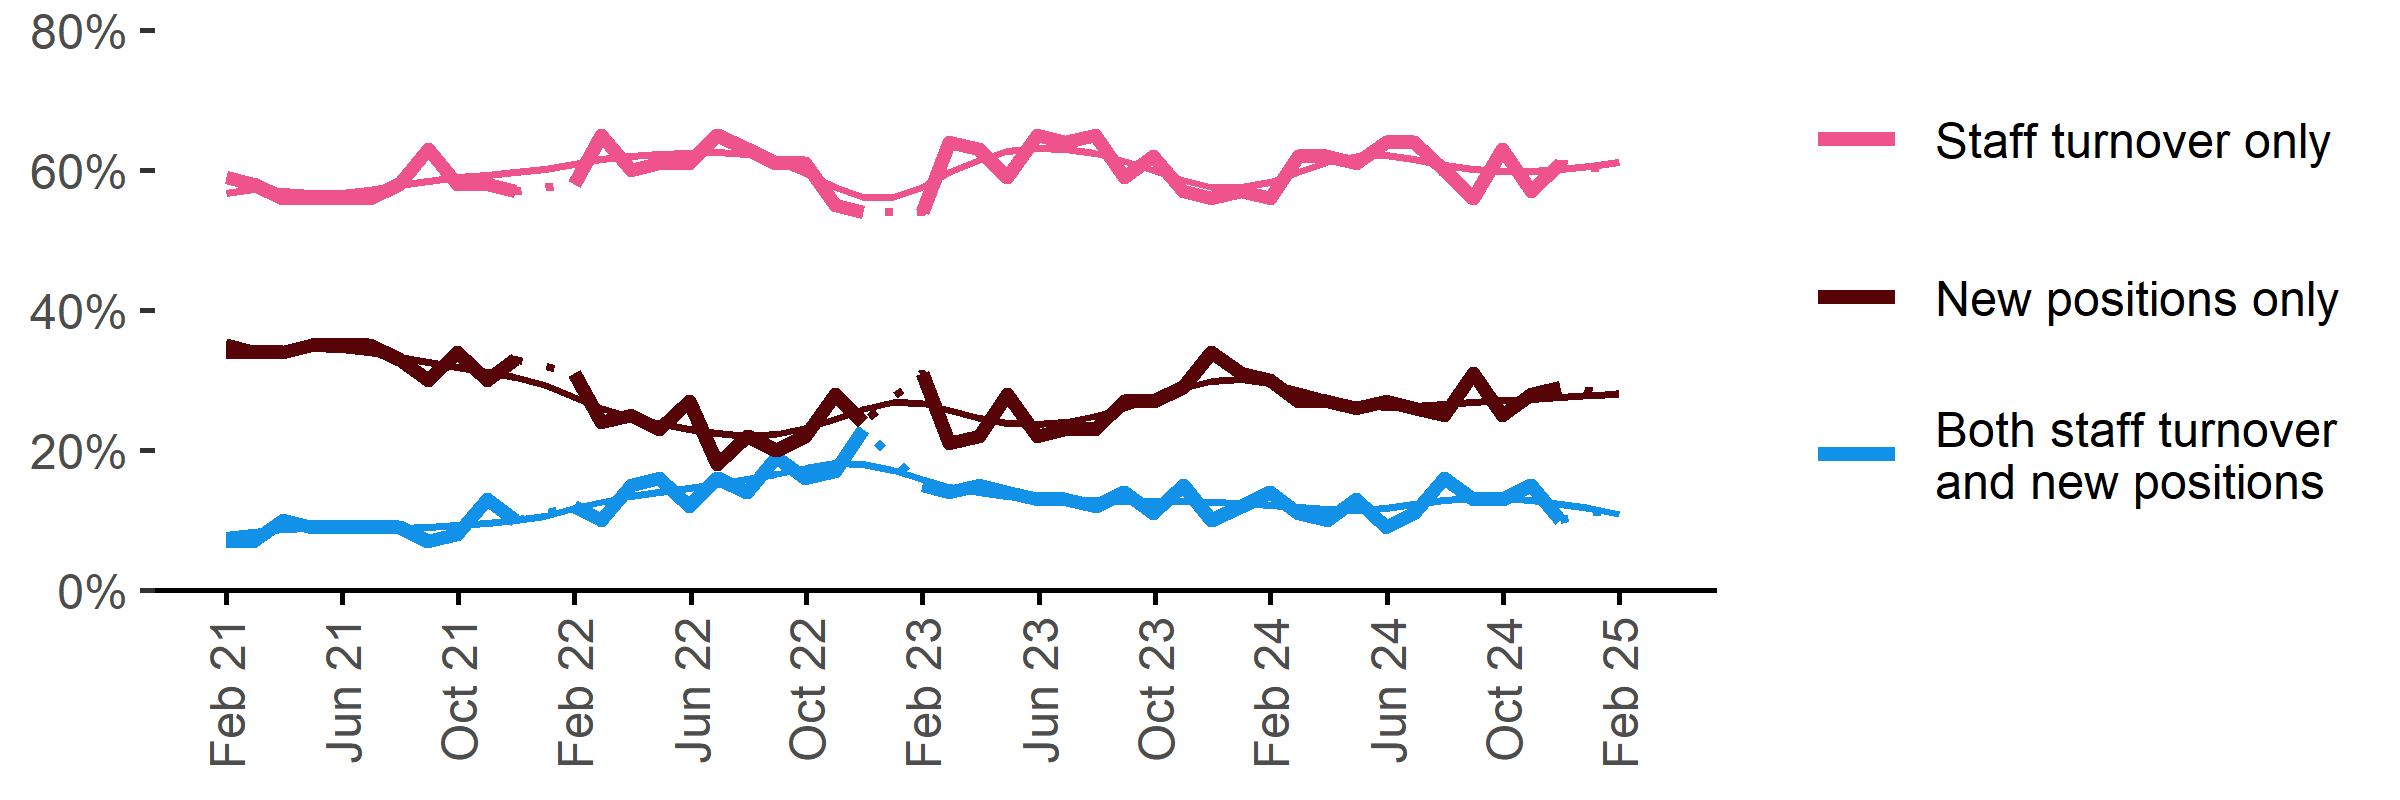 80%
60%
40%
20%
0%
Feb 21
Jun 21
Oct 21
Feb 22
Jun 22
Oct 22
Feb 23
Jun 23
Oct 23
Feb 24
Jun 24
Oct 24
Feb 25
Staff turnover only
New positions only
Both staff turnover
and new positions